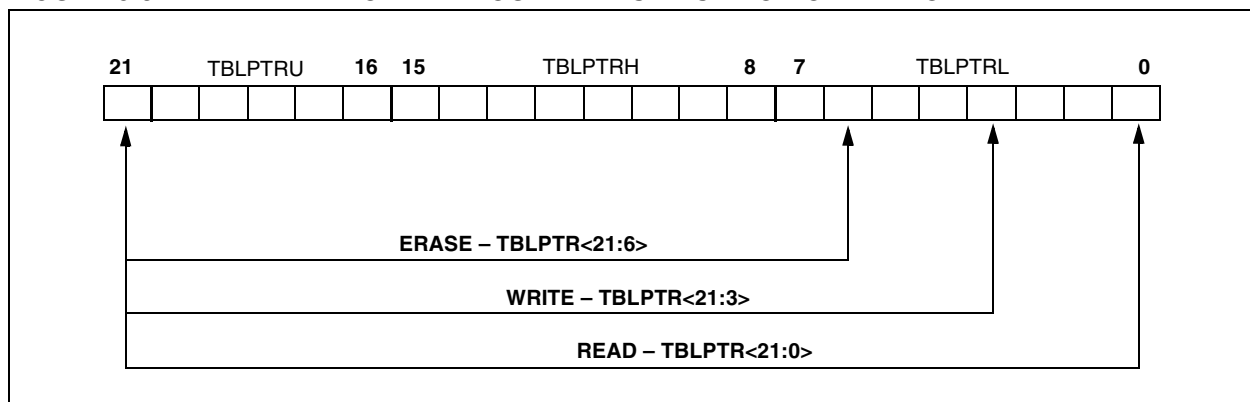 21 TBLPTRU 16 15 TBLPTRH 8 7 TBLPTRL 0
ERASE – TBLPTR<21:6>
WRITE – TBLPTR<21:3>
READ – TBLPTR<21:0>